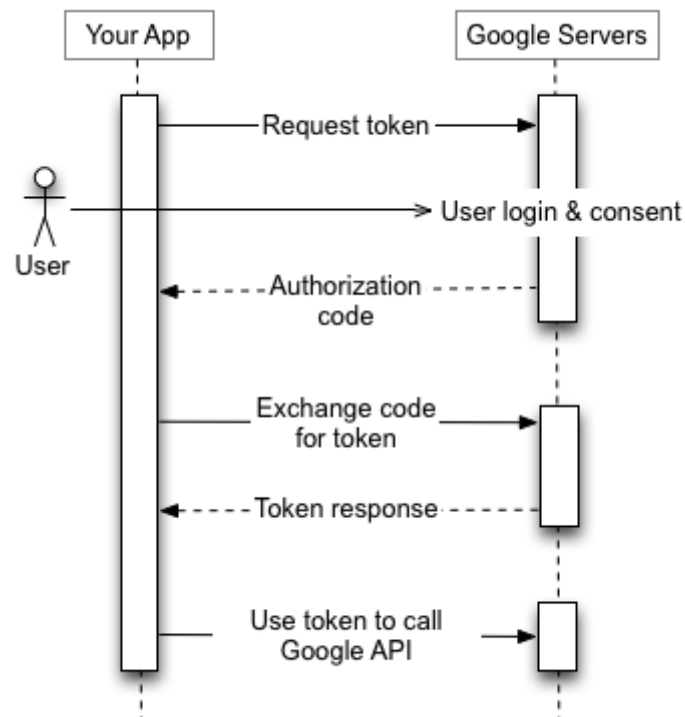 Your App
Google Servers
Request token
User login & consent
User
Authorization
code
Exchange code
for token
Token response
Use token to call
Google API